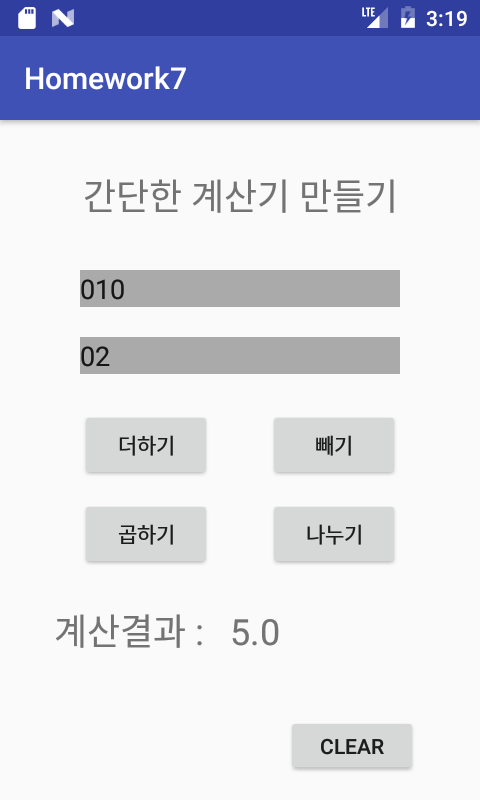 LTE 3:19
Homework7
간단한 계산기 만들기
010
02
더하기 빼기
곱하기 나누기
계산결과 : 5.0
CLEAR